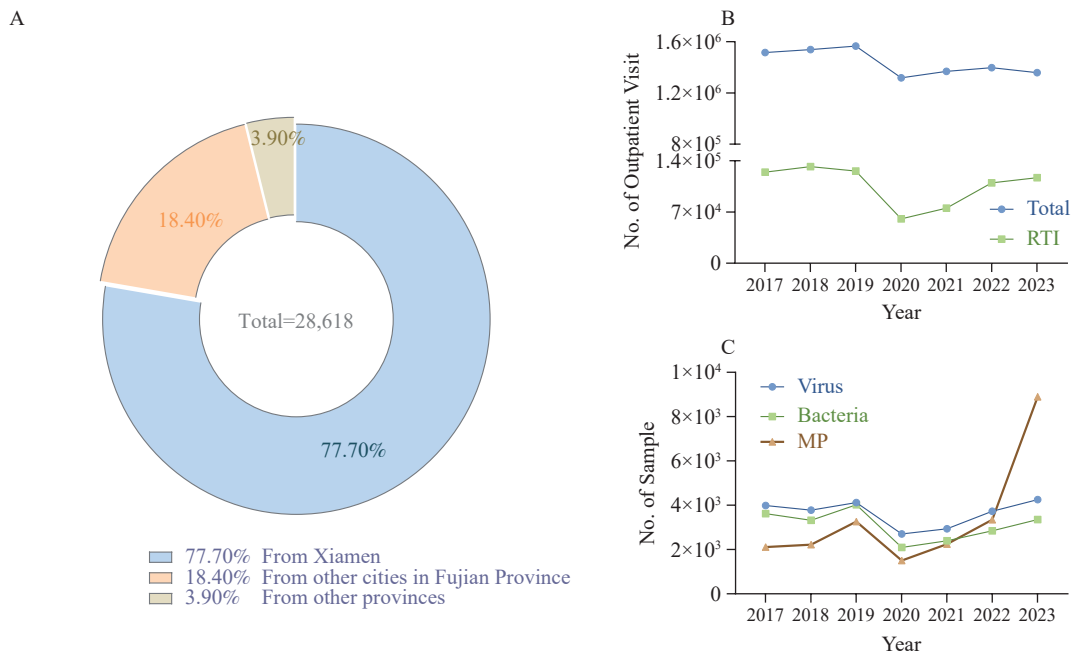 A
3.90%
18.40%
Total=28,618
77.70%
77.70% From Xiamen
18.40% From other cities in Fujian Province
3.90% From other provinces
B
No. of Outpatient Visit
1.6×10⁶
1.2×10⁶
8×10⁵
1.4×10⁵
7×10⁴
0
Total
RTI
2017 2018 2019 2020 2021 2022 2023
Year
C
No. of Sample
1×10⁴
8×10³
6×10³
4×10³
2×10³
0
Virus
Bacteria
MP
2017 2018 2019 2020 2021 2022 2023
Year